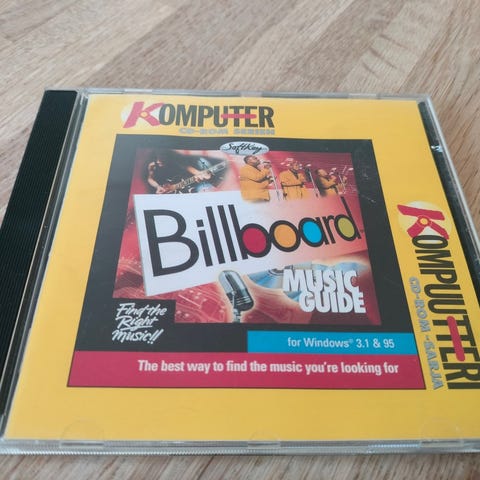 KOMPUTER
CD-ROM SERIEN
SoftKey
Billboard
MUSIC
GUIDE
Find the
Right
Music!!
for Windows® 3.1 & 95
The best way to find the music you're looking for
KOMPUUTTERI
CD-ROM -SARJA